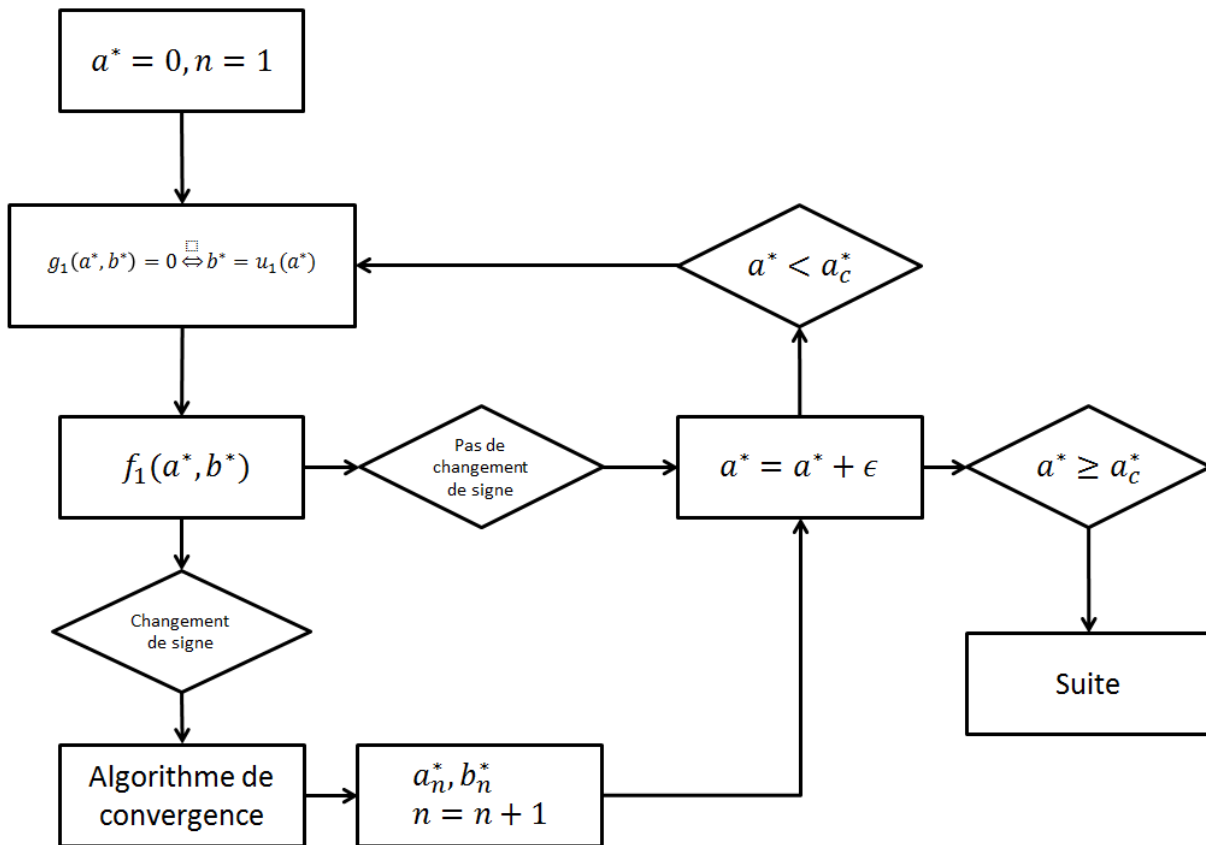 a* = 0, n = 1
g₁(a*, b*) = 0 ⇔ b* = u₁(a*)
a* < a*_c
f₁(a*, b*)
Pas de
changement
de signe
a* = a* + ϵ
a* ≥ a*_c
Changement
de signe
Suite
Algorithme de
convergence
a*_n, b*_n
n = n + 1